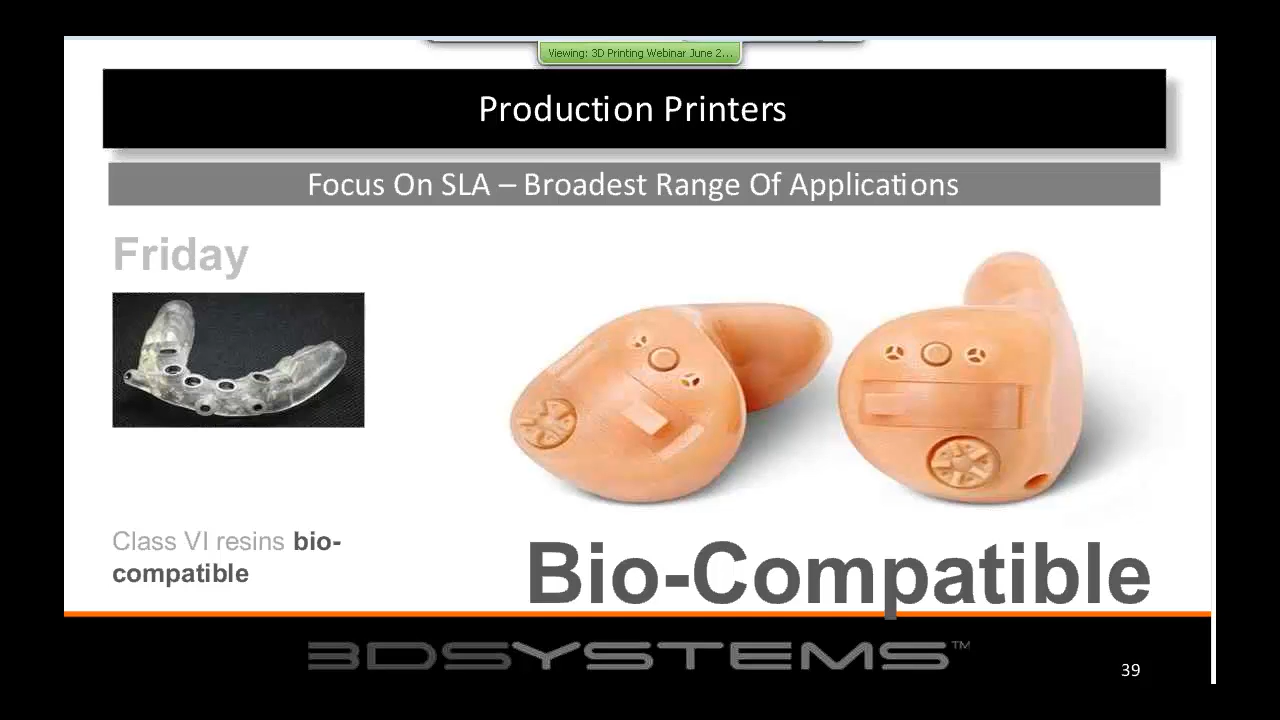 Viewing: 3D Printing Webinar June 2...
Production Printers
Focus On SLA – Broadest Range Of Applications
Friday
Class VI resins bio-
compatible
Bio-Compatible
3DSYSTEMS™
39